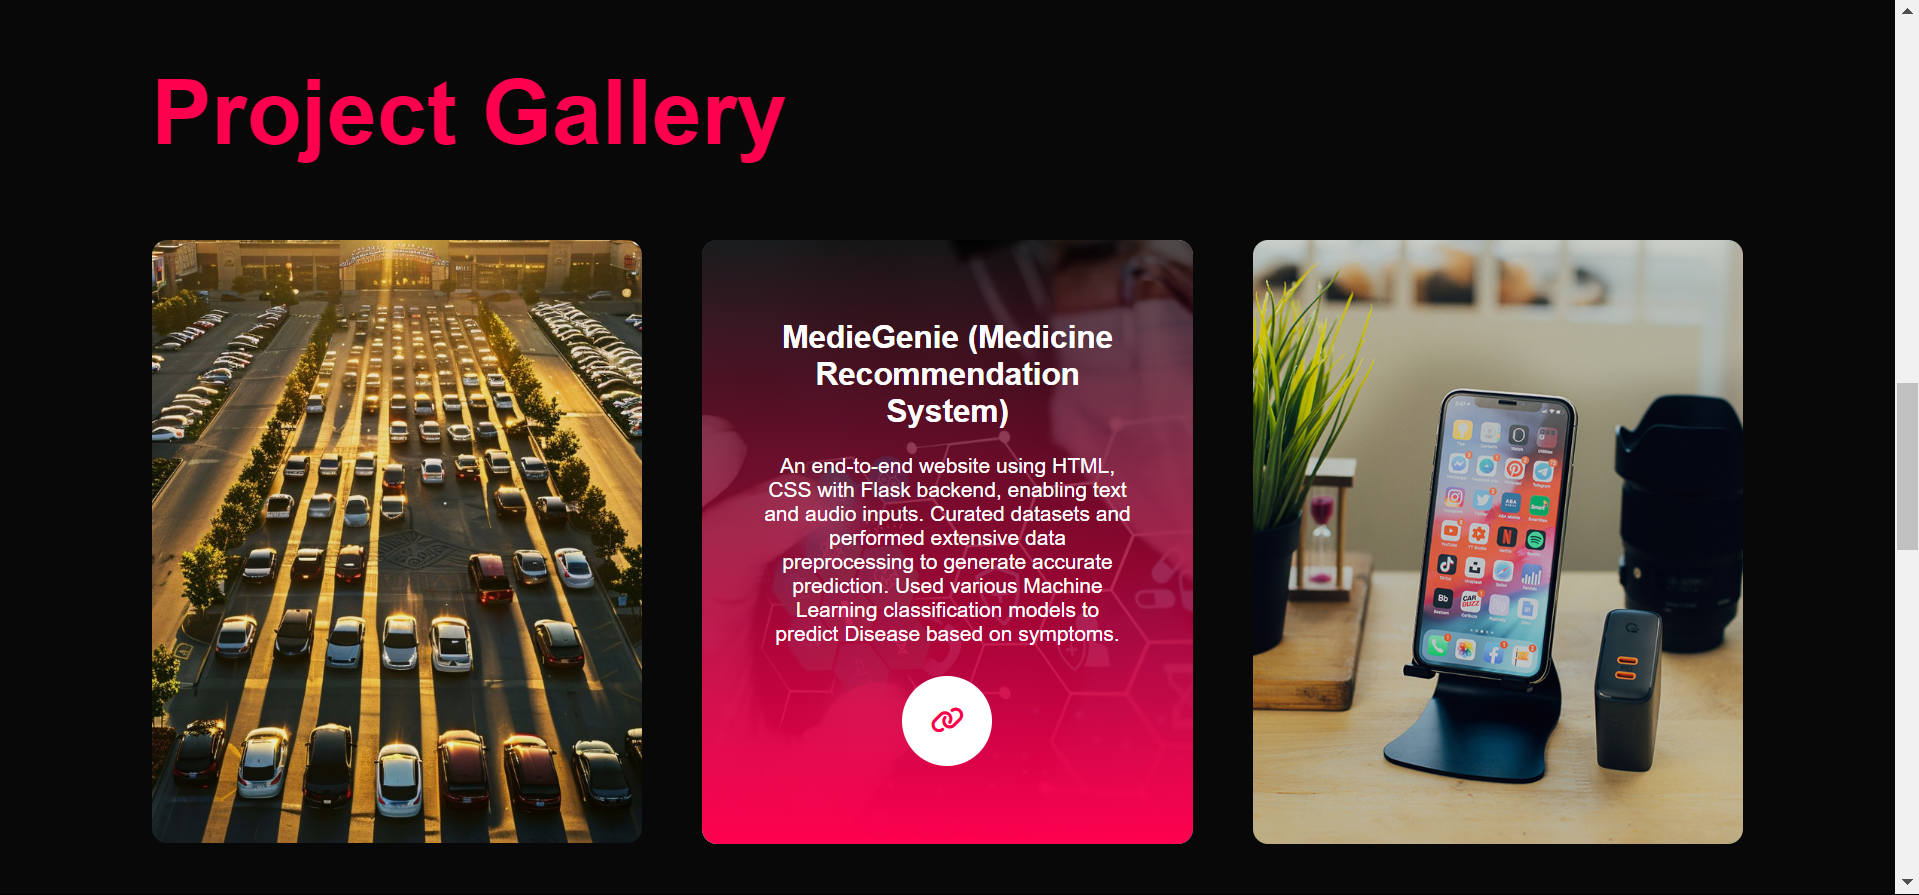 Project Gallery
MedieGenie (Medicine
Recommendation
System)
An end-to-end website using HTML,
CSS with Flask backend, enabling text
and audio inputs. Curated datasets and
performed extensive data
preprocessing to generate accurate
prediction. Used various Machine
Learning classification models to
predict Disease based on symptoms.